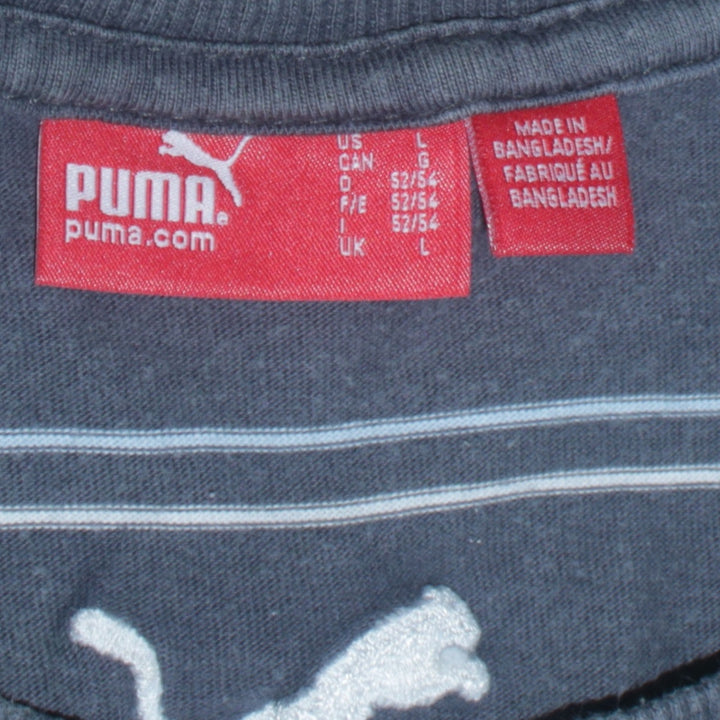 PUMA®
puma.com
US L
CAN G
D 52/54
F/E 52/54
I 52/54
UK L
MADE IN
BANGLADESH/
FABRIQUÉ AU
BANGLADESH